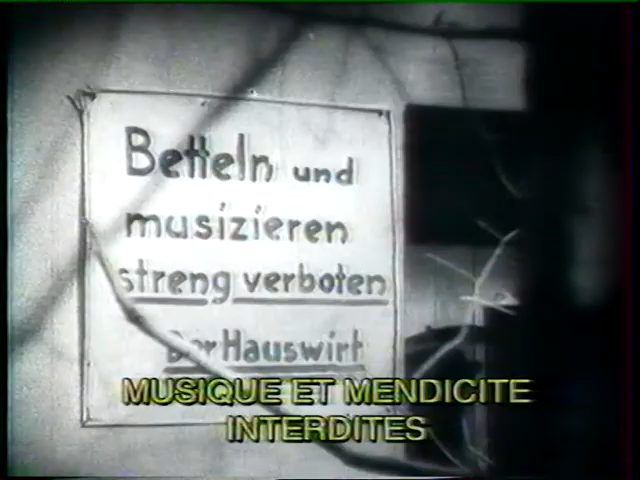 Betteln und
musizieren
streng verboten
Der Hauswirt
MUSIQUE ET MENDICITE
INTERDITES